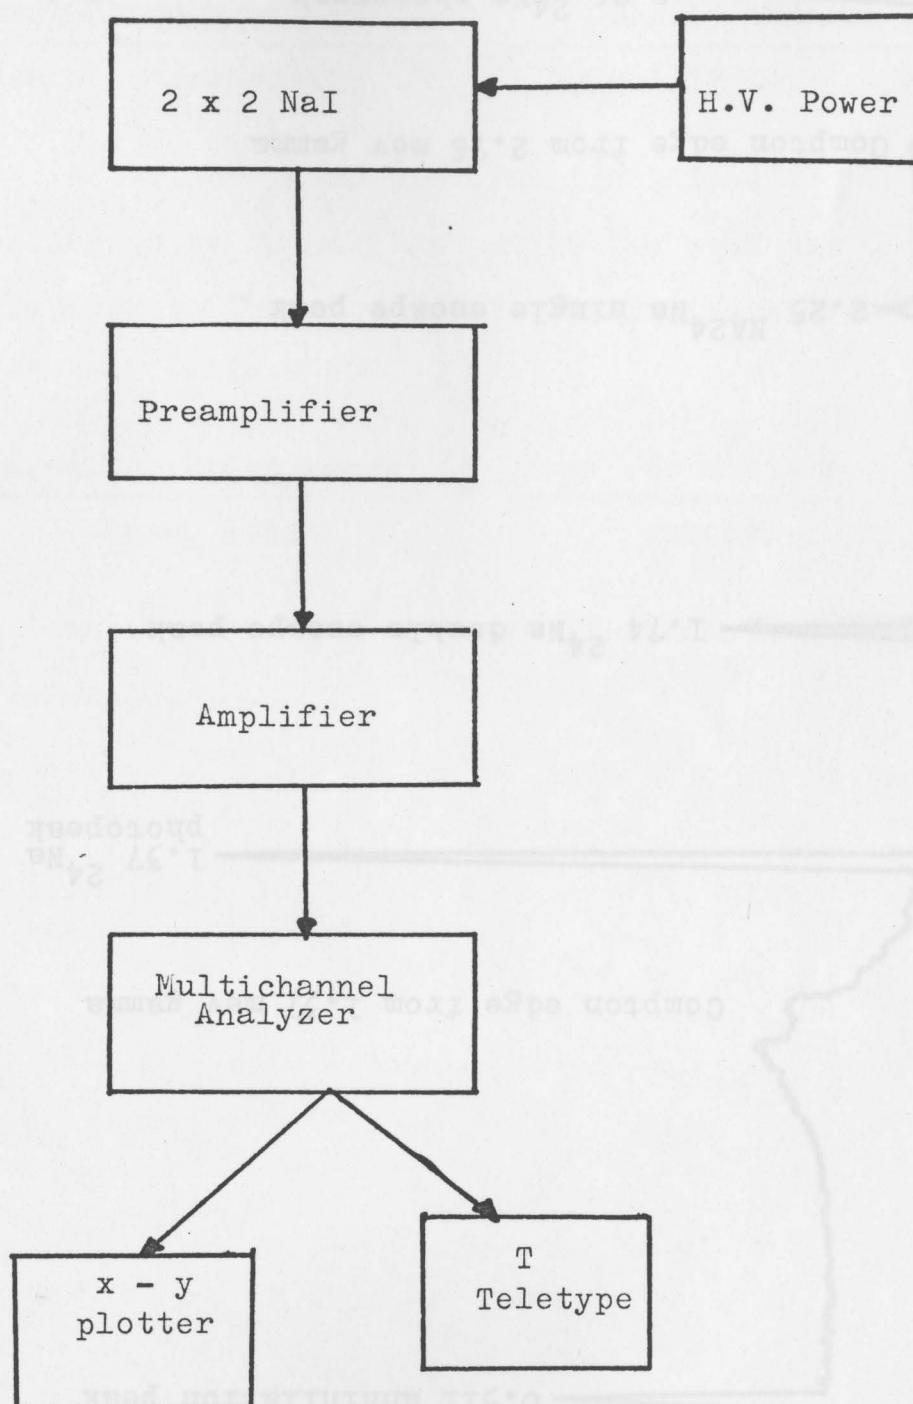 2 x 2 NaI
H.V. Power
Preamplifier
Amplifier
Multichannel
Analyzer
x - y
plotter
T
Teletype